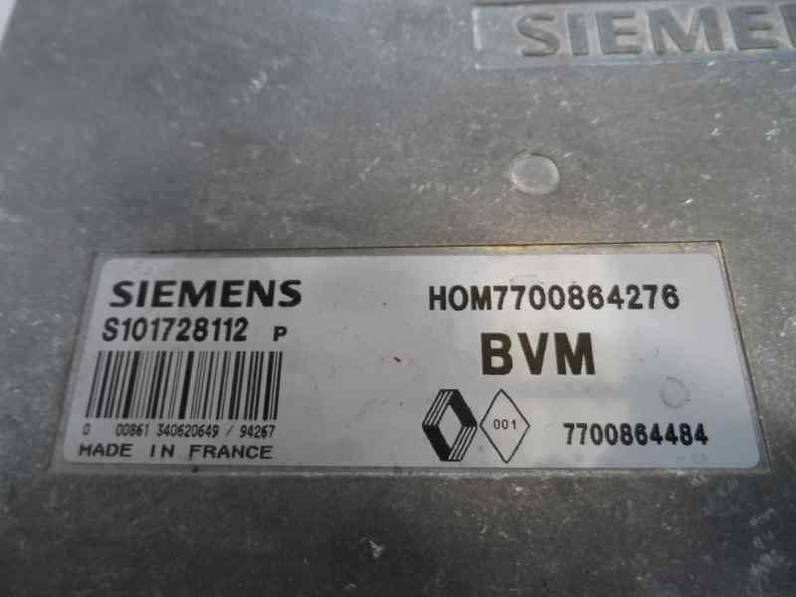 SIEMEN
SIEMENS
S101728112 P
0 00861 340620649 / 94267
MADE IN FRANCE
HOM7700864276
BVM
001
7700864484